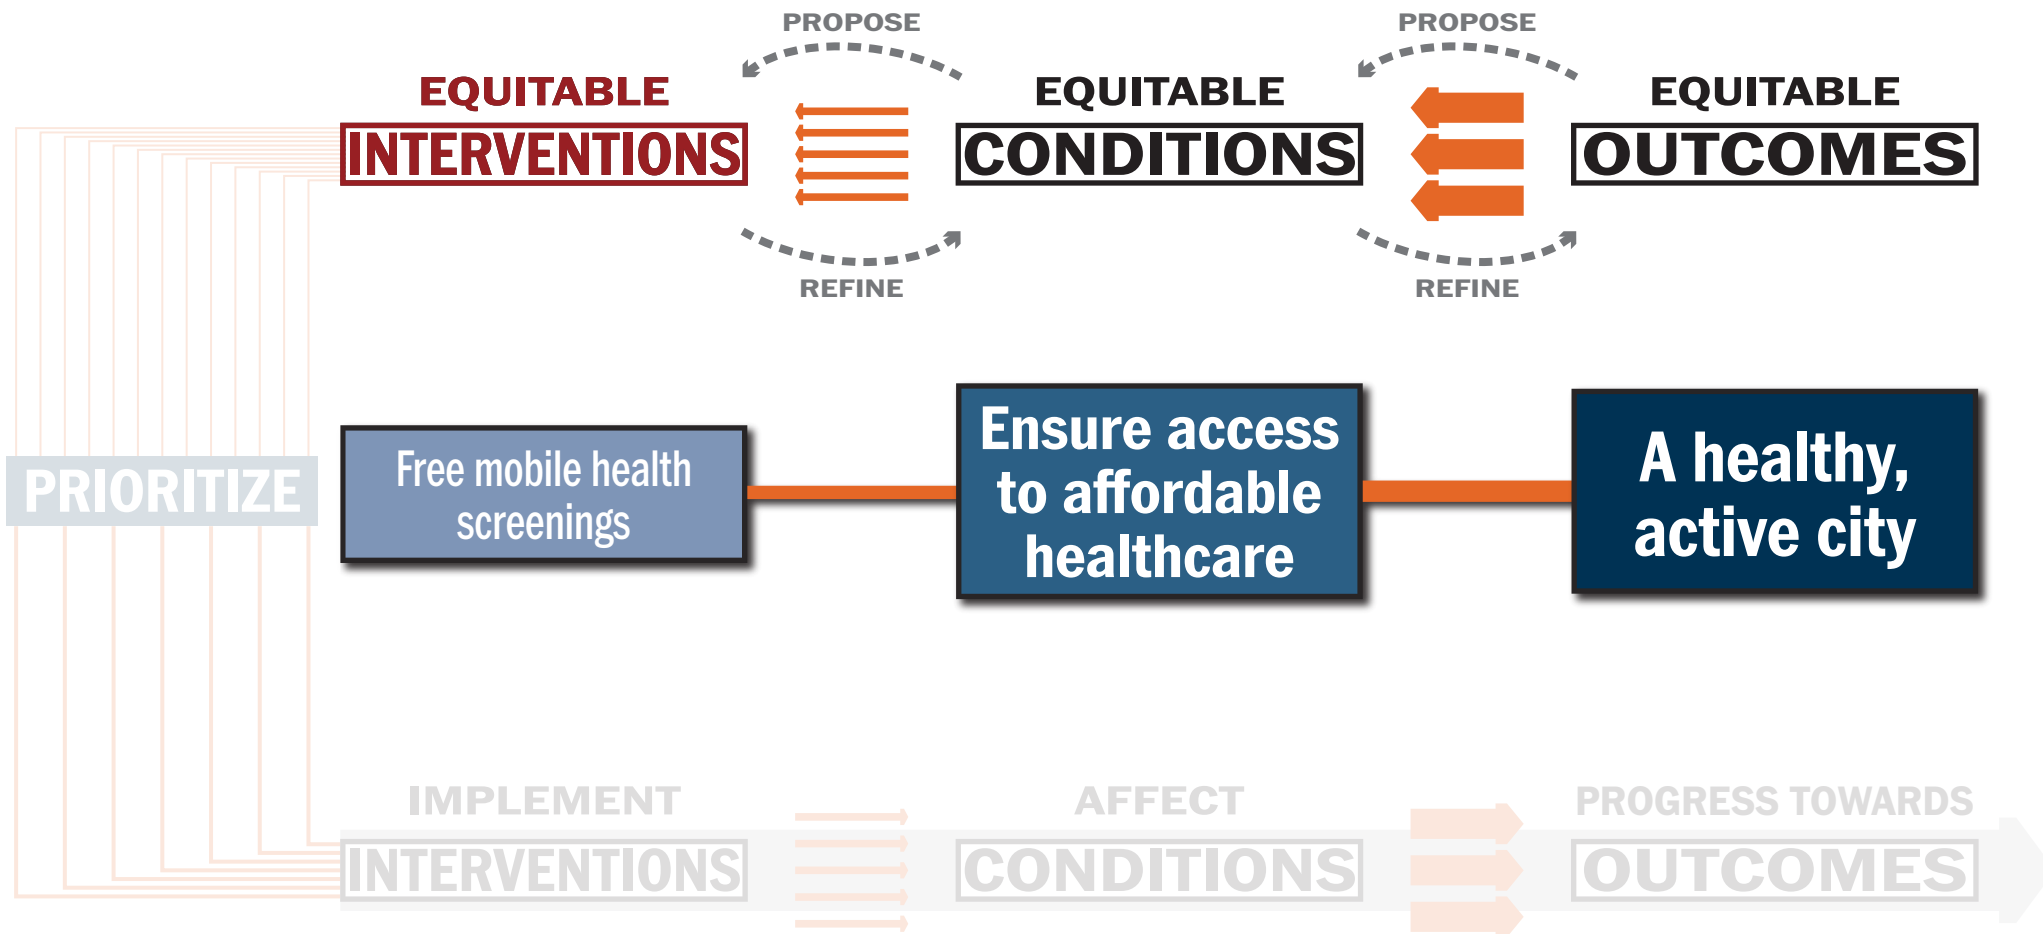 PROPOSE
PROPOSE
EQUITABLE
EQUITABLE
EQUITABLE
INTERVENTIONS
CONDITIONS
OUTCOMES
REFINE
REFINE
PRIORITIZE
Free mobile health
screenings
Ensure access
to affordable
healthcare
A healthy,
active city
IMPLEMENT
AFFECT
PROGRESS TOWARDS
INTERVENTIONS
CONDITIONS
OUTCOMES